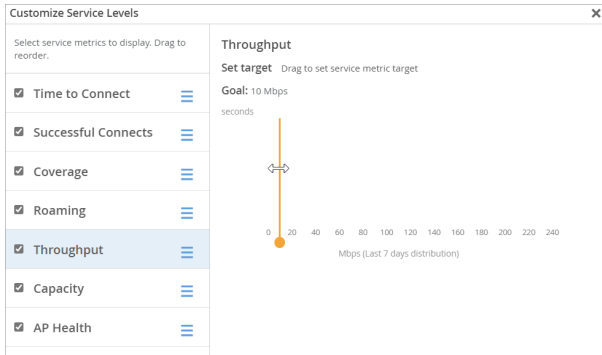 Customize Service Levels
Select service metrics to display. Drag to
reorder.
Time to Connect
Successful Connects
Coverage
Roaming
Throughput
Capacity
AP Health
Throughput
Set target Drag to set service metric target
Goal: 10 Mbps
seconds
0 20 40 60 80 100 120 140 160 180 200 220 240
Mbps (Last 7 days distribution)